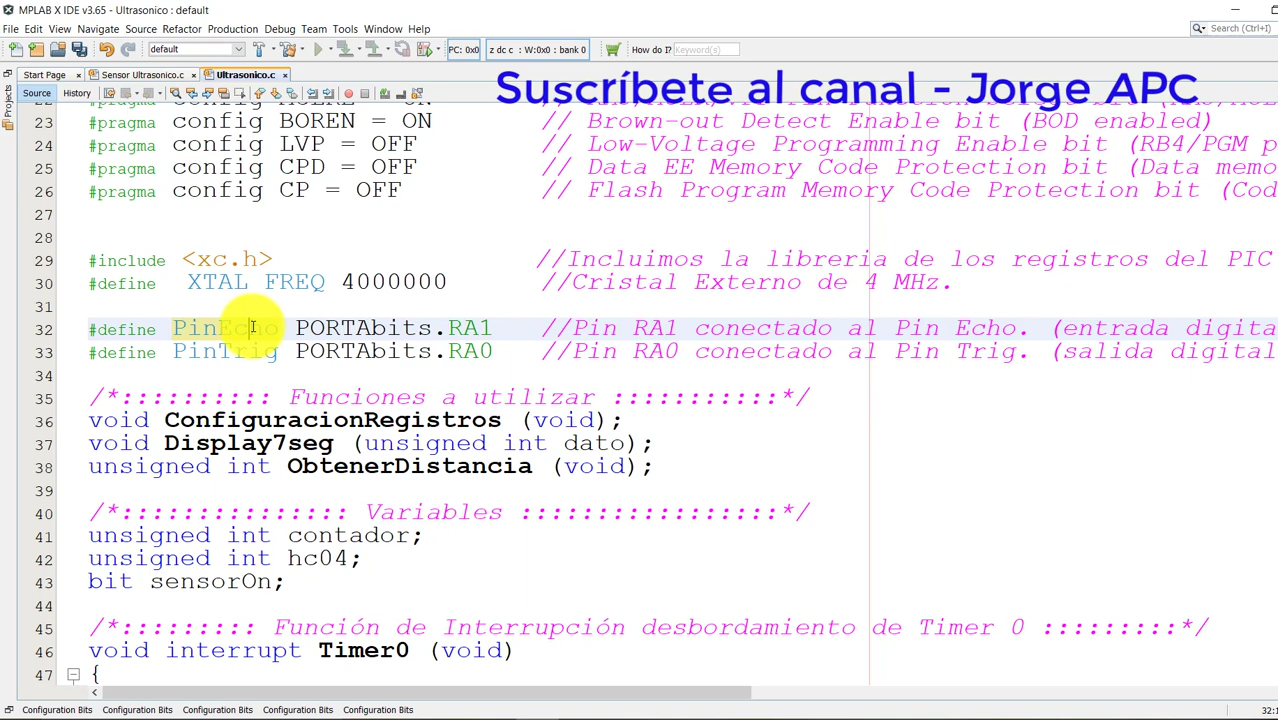 MPLAB X IDE v3.65 - Ultrasonico : default
File Edit View Navigate Source Refactor Production Debug Team Tools Window Help
Search (Ctrl+I)
default
PC: 0x0
z dc c : W:0x0 : bank 0
How do I?
Keyword(s)
Start Page
Sensor Ultrasonico.c
Ultrasonico.c
Suscríbete al canal - Jorge APC
Source History
Projects
23 #pragma config BOREN = ON // Brown-out Detect Enable bit (BOD enabled)
24 #pragma config LVP = OFF // Low-Voltage Programming Enable bit (RB4/PGM p
25 #pragma config CPD = OFF // Data EE Memory Code Protection bit (Data memo
26 #pragma config CP = OFF // Flash Program Memory Code Protection bit (Cod
27
28
29 #include <xc.h> //Incluimos la libreria de los registros del PIC
30 #define XTAL FREQ 4000000 //Cristal Externo de 4 MHz.
31
32 #define PinEcho PORTAbits.RA1 //Pin RA1 conectado al Pin Echo. (entrada digita
33 #define PinTrig PORTAbits.RA0 //Pin RA0 conectado al Pin Trig. (salida digital
34
35 /*:::::::::: Funciones a utilizar :::::::::::*/
36 void ConfiguracionRegistros (void);
37 void Display7seg (unsigned int dato);
38 unsigned int ObtenerDistancia (void);
39
40 /*::::::::::::::: Variables :::::::::::::::::*/
41 unsigned int contador;
42 unsigned int hc04;
43 bit sensorOn;
44
45 /*::::::::: Función de Interrupción desbordamiento de Timer 0 :::::::::*/
46 void interrupt Timer0 (void)
47 {
Configuration Bits Configuration Bits Configuration Bits Configuration Bits Configuration Bits
32:1